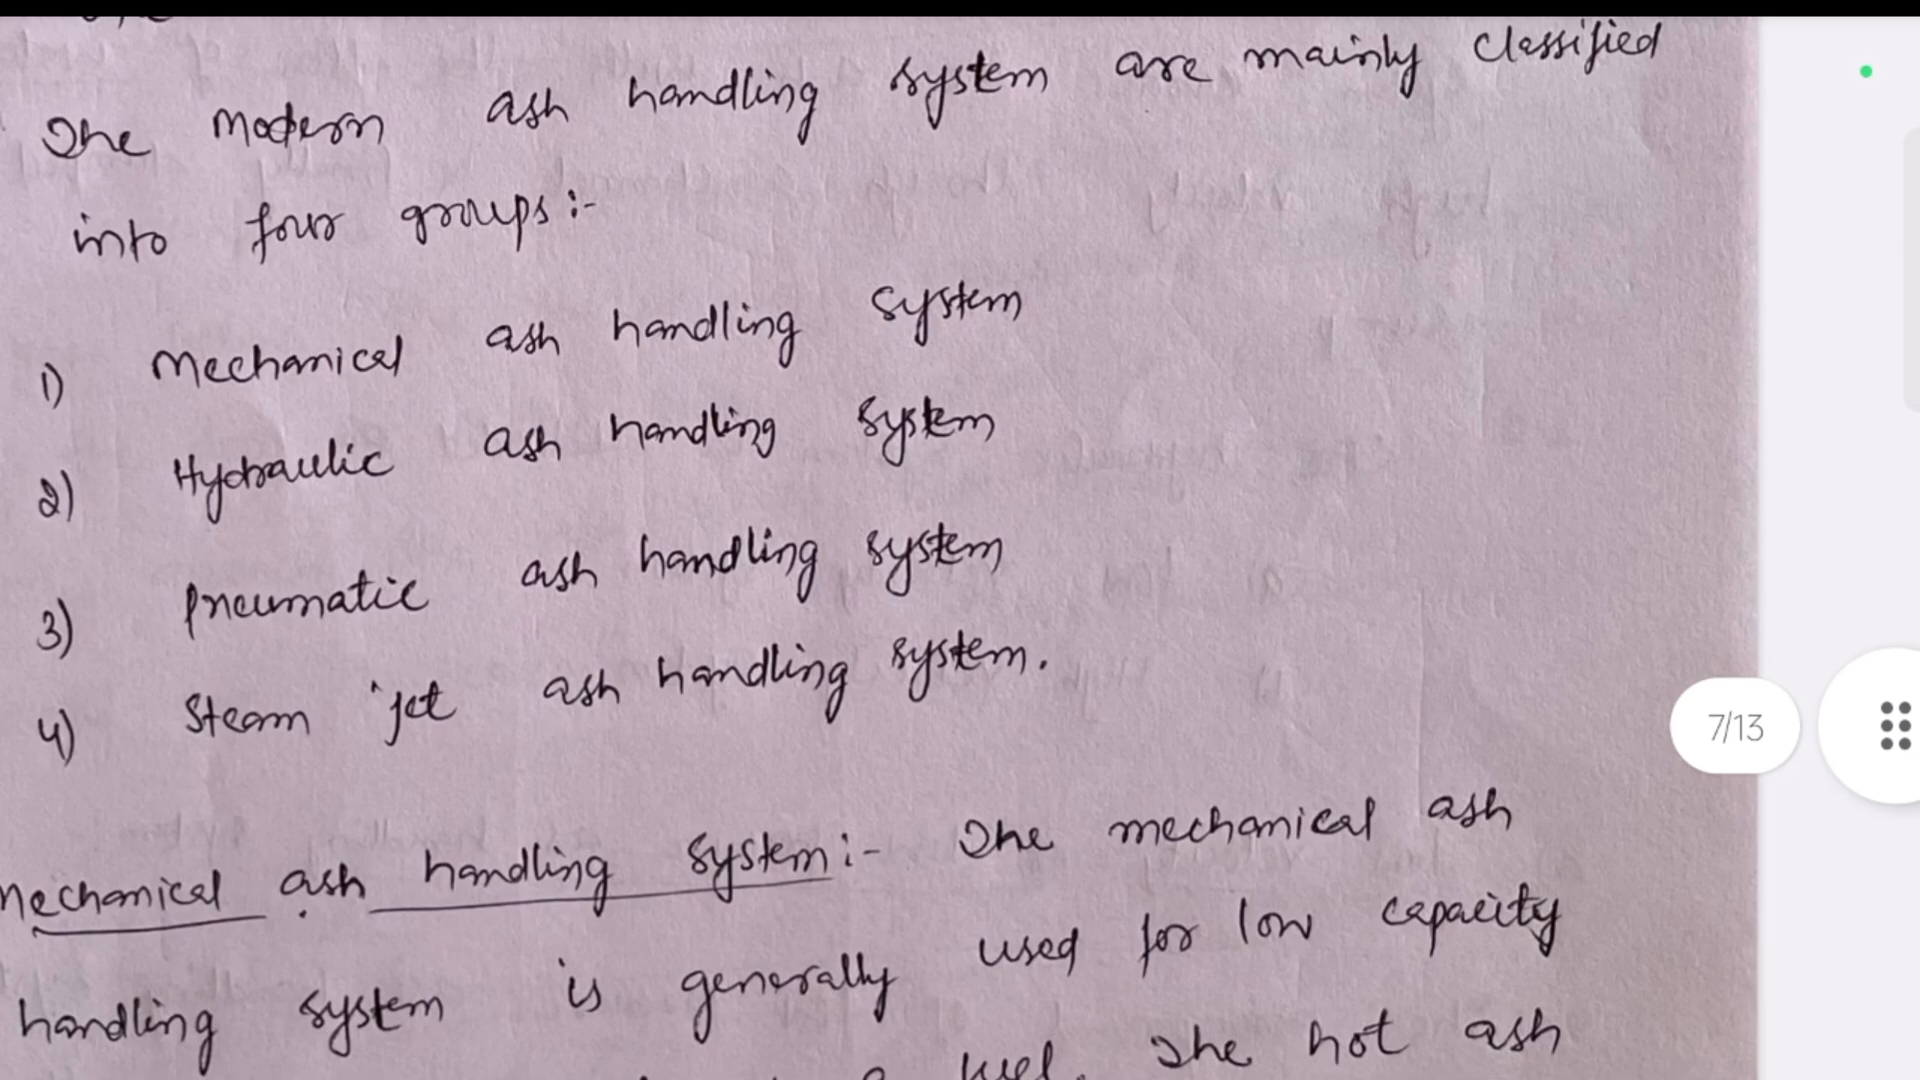 The modern ash handling system are mainly classified
into four groups:-
1) Mechanical ash handling system
2) Hydraulic ash handling system
3) Pneumatic ash handling system
4) Steam jet ash handling system.
Mechanical ash handling system:- The mechanical ash
handling system is generally used for low capacity
fuel. The hot ash
7/13